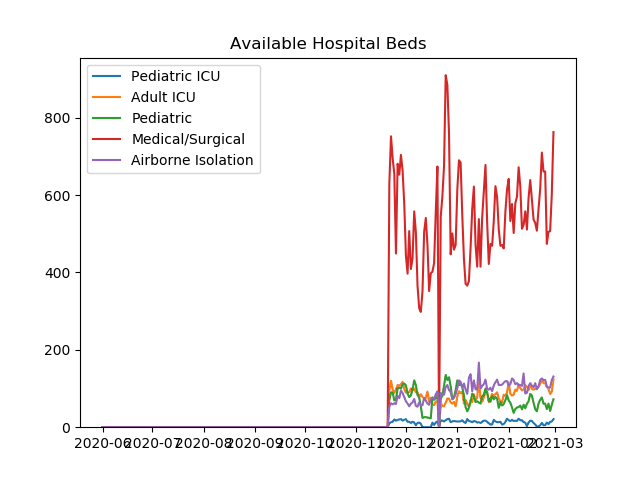 Available Hospital Beds
Pediatric ICU
Adult ICU
Pediatric
Medical/Surgical
Airborne Isolation
800
600
400
200
0
2020-06 2020-07 2020-08 2020-09 2020-10 2020-11 2020-12 2021-01 2021-02 2021-03